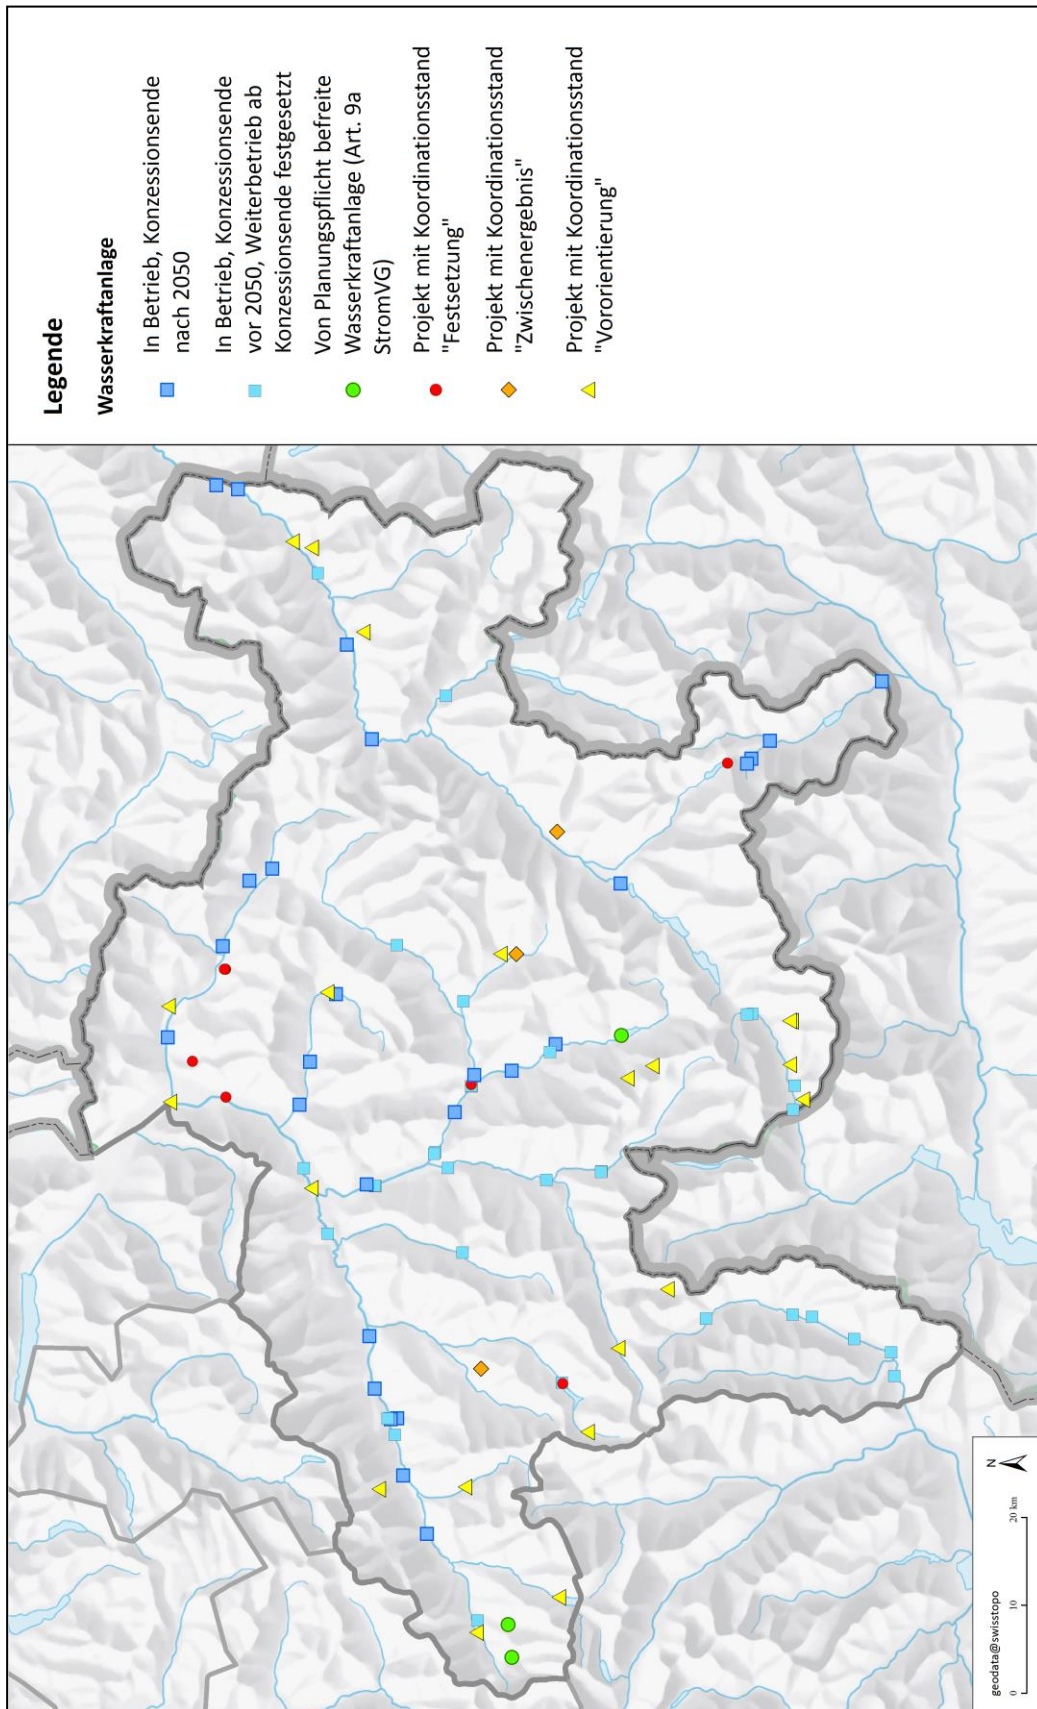 Legende
Wasserkraftanlage
In Betrieb, Konzessionsende
nach 2050
In Betrieb, Konzessionsende
vor 2050, Weiterbetrieb ab
Konzessionsende festgesetzt
Von Planungspflicht befreite
Wasserkraftanlage (Art. 9a
StromVG)
Projekt mit Koordinationsstand
"Festsetzung"
Projekt mit Koordinationsstand
"Zwischenergebnis"
Projekt mit Koordinationsstand
"Vororientierung"
geodata@swisstopo
N
0 10 20 km